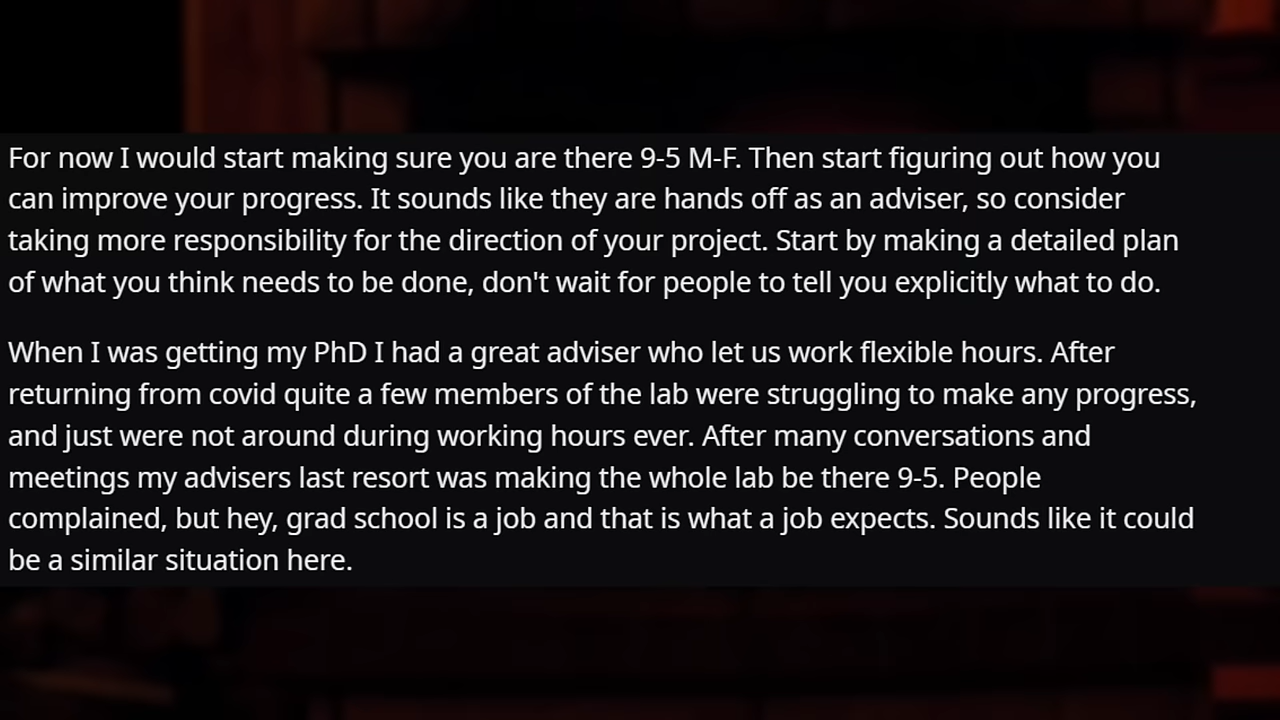 For now I would start making sure you are there 9-5 M-F. Then start figuring out how you
can improve your progress. It sounds like they are hands off as an adviser, so consider
taking more responsibility for the direction of your project. Start by making a detailed plan
of what you think needs to be done, don't wait for people to tell you explicitly what to do.
When I was getting my PhD I had a great adviser who let us work flexible hours. After
returning from covid quite a few members of the lab were struggling to make any progress,
and just were not around during working hours ever. After many conversations and
meetings my advisers last resort was making the whole lab be there 9-5. People
complained, but hey, grad school is a job and that is what a job expects. Sounds like it could
be a similar situation here.